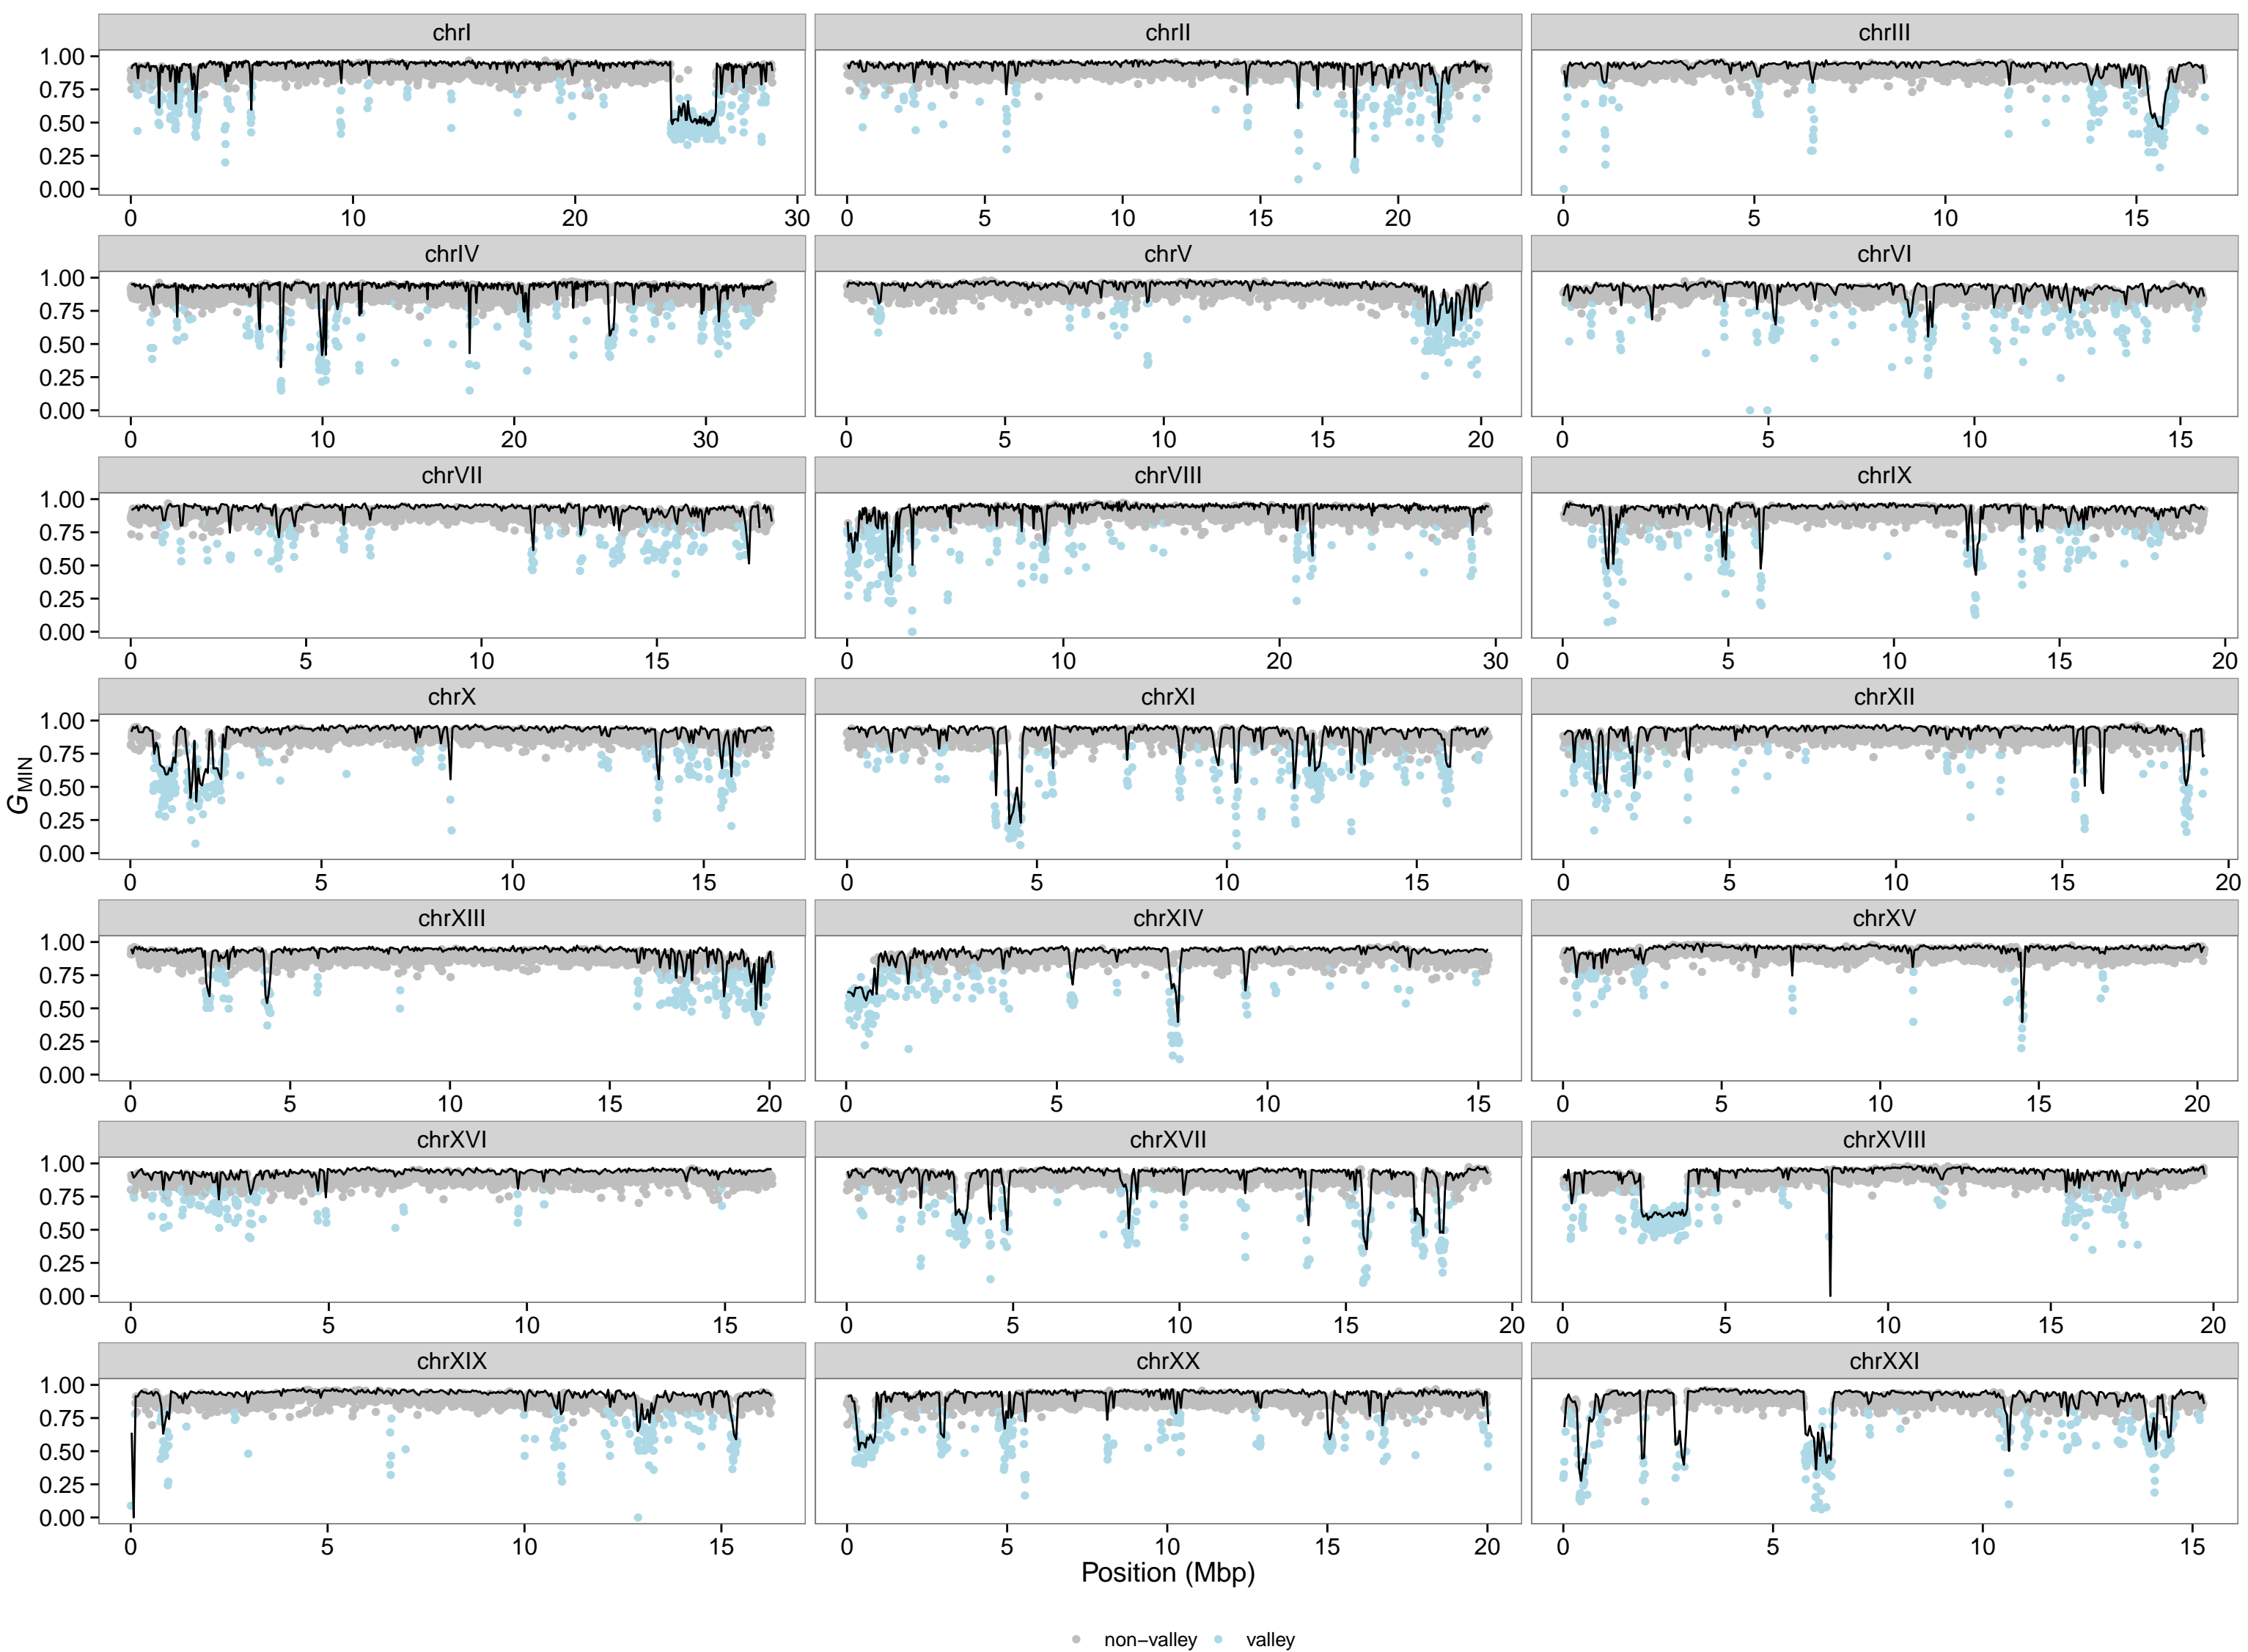 chrI chrII chrIII
1.00
0.75
0.50
0.25
0.00
0 10 20 30 0 5 10 15 20 0 5 10 15
chrIV chrV chrVI
1.00
0.75
0.50
0.25
0.00
0 10 20 30 0 5 10 15 20 0 5 10 15
chrVII chrVIII chrIX
1.00
0.75
0.50
0.25
0.00
0 5 10 15 0 10 20 30 0 5 10 15 20
chrX chrXI chrXII
1.00
0.75
0.50
0.25
0.00
GMIN
0 5 10 15 0 5 10 15 0 5 10 15 20
chrXIII chrXIV chrXV
1.00
0.75
0.50
0.25
0.00
0 5 10 15 20 0 5 10 15 0 5 10 15 20
chrXVI chrXVII chrXVIII
1.00
0.75
0.50
0.25
0.00
0 5 10 15 0 5 10 15 20 0 5 10 15 20
chrXIX chrXX chrXXI
1.00
0.75
0.50
0.25
0.00
0 5 10 15 0 5 10 15 20 0 5 10 15
Position (Mbp)
non−valley valley